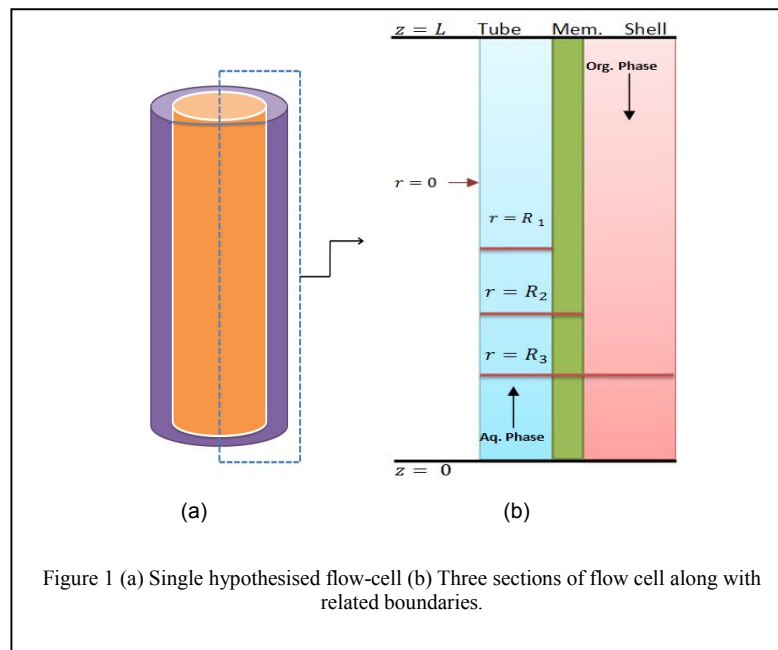 z = L Tube Mem. Shell
Org. Phase
r = 0
r = R 1
r = R2
r = R3
Aq. Phase
z = 0
(a) (b)
Figure 1 (a) Single hypothesised flow-cell (b) Three sections of flow cell along with
related boundaries.